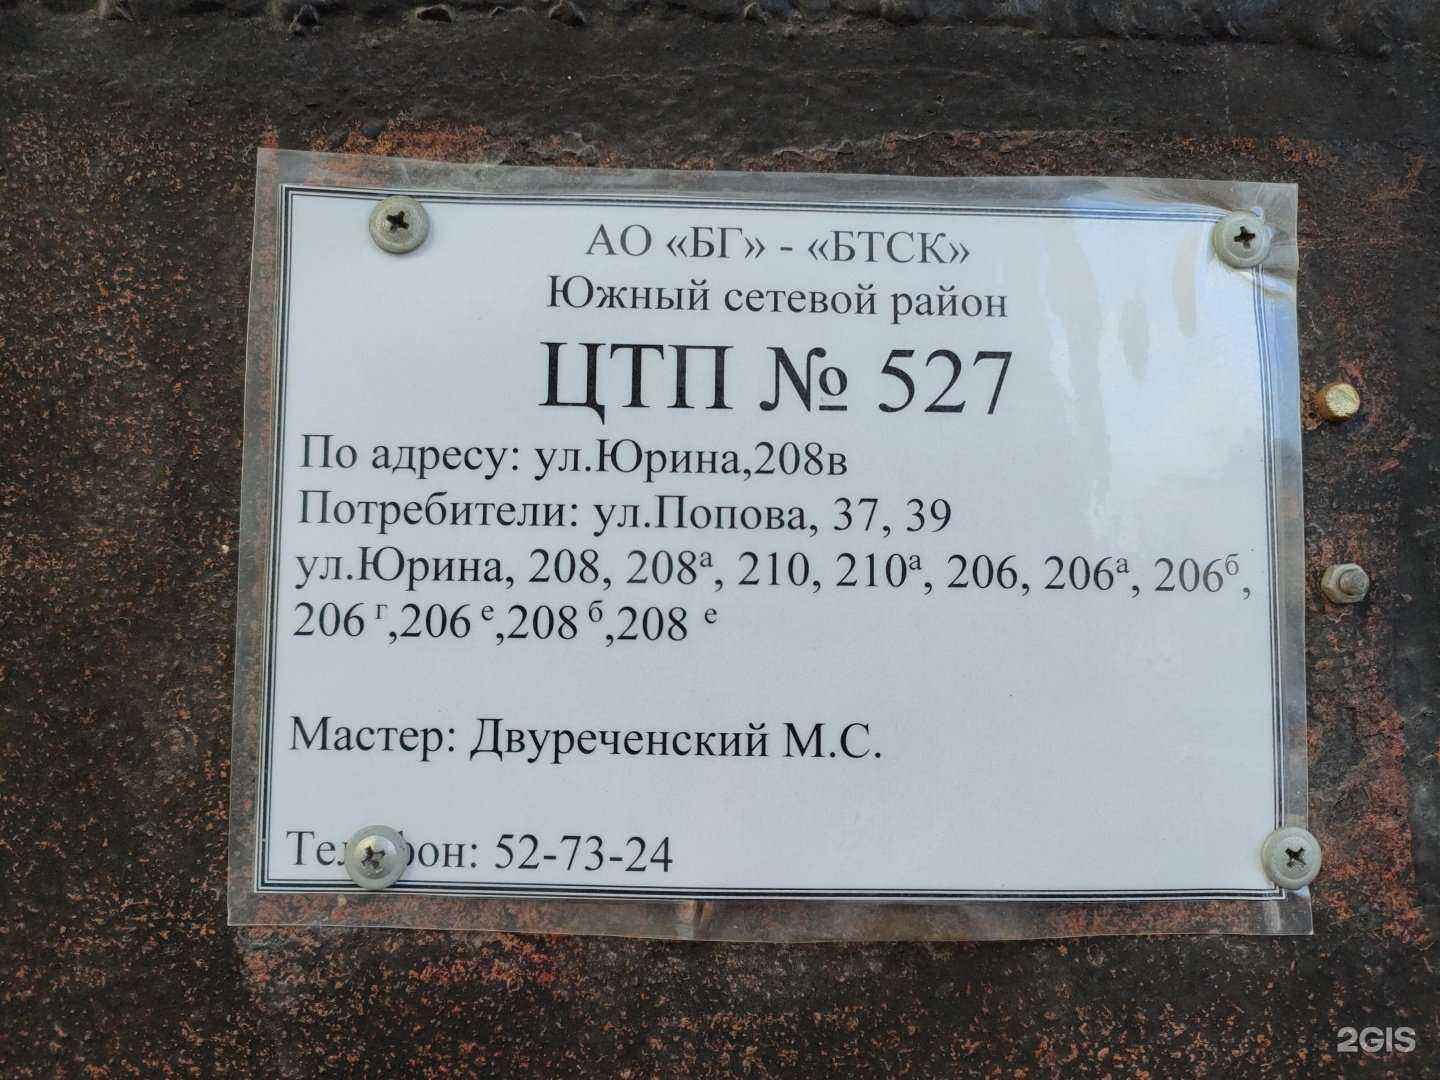 АО «БГ» - «БТСК»
Южный сетевой район
ЦТП № 527
По адресу: ул.Юрина,208в
Потребители: ул.Попова, 37, 39
ул.Юрина, 208, 208а, 210, 210а, 206, 206а, 206б,
206 г,206 е,208 б,208 е
Мастер: Двуреченский М.С.
Телефон: 52-73-24
2GIS